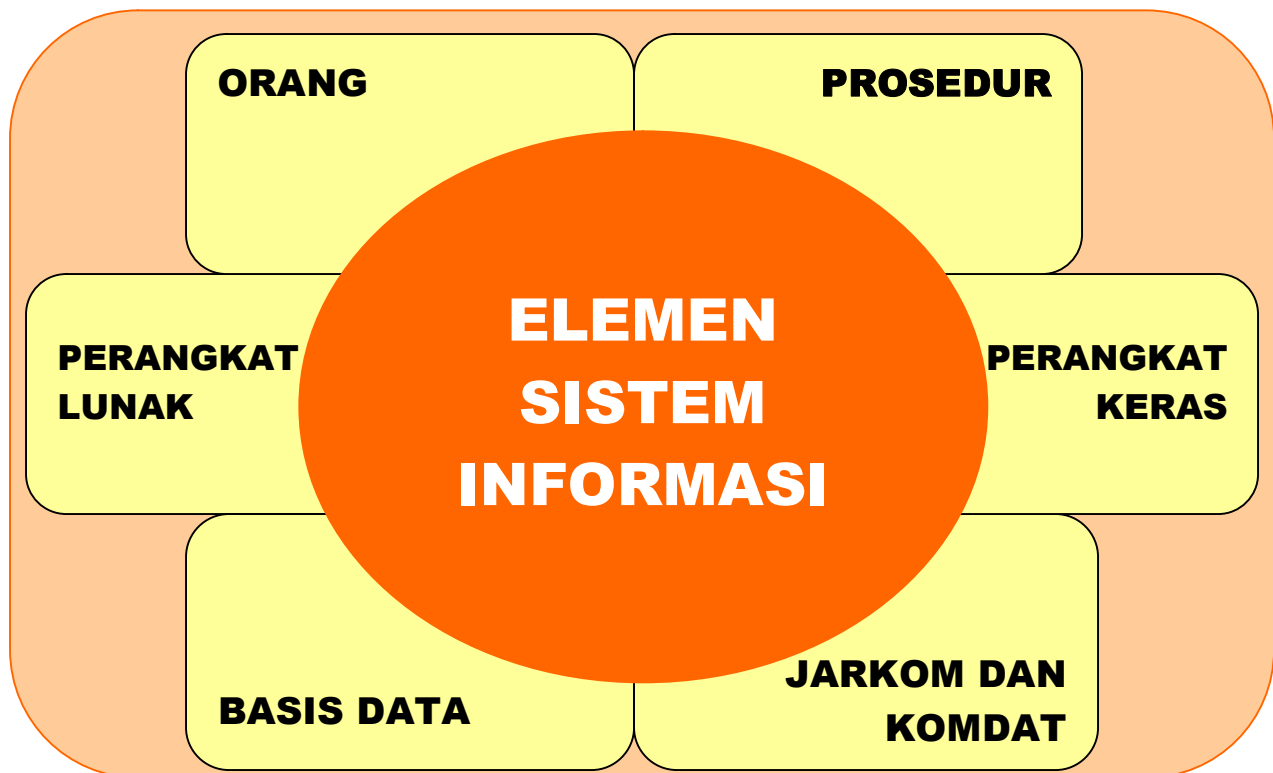 ORANG
PROSEDUR
ELEMEN
SISTEM
INFORMASI
PERANGKAT
LUNAK
PERANGKAT
KERAS
BASIS DATA
JARKOM DAN
KOMDAT